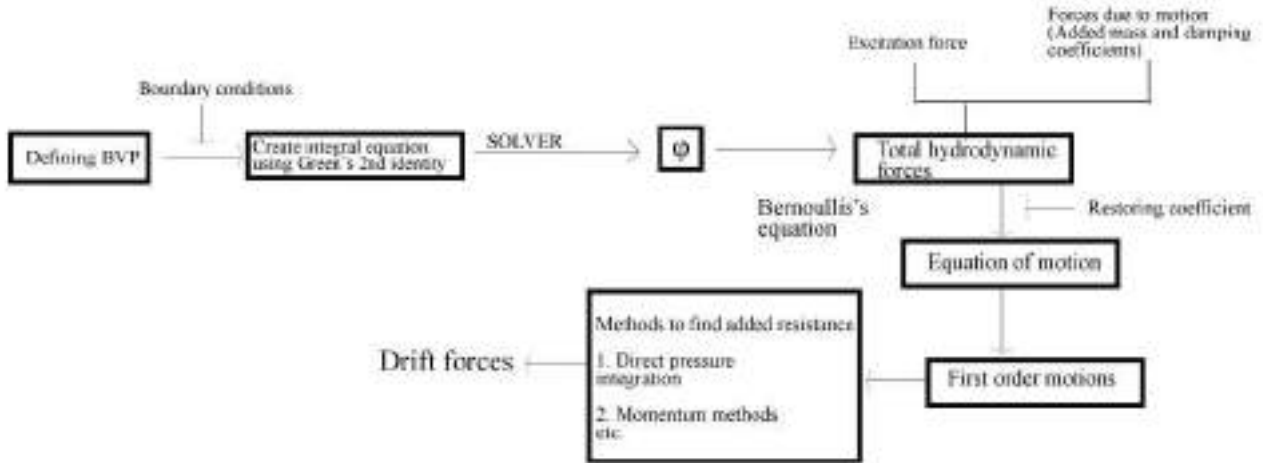 Boundary conditions
Defining BVP
Create integral equation
using Green's 2nd identity
SOLVER
φ
Excitation force
Forces due to motion
(Added mass and damping
coefficients)
Total hydrodynamic
forces
Bernoullis's
equation
Restoring coefficient
Equation of motion
First order motions
Methods to find added resistance
1. Direct pressure
integration
2. Momentum methods
etc.
Drift forces